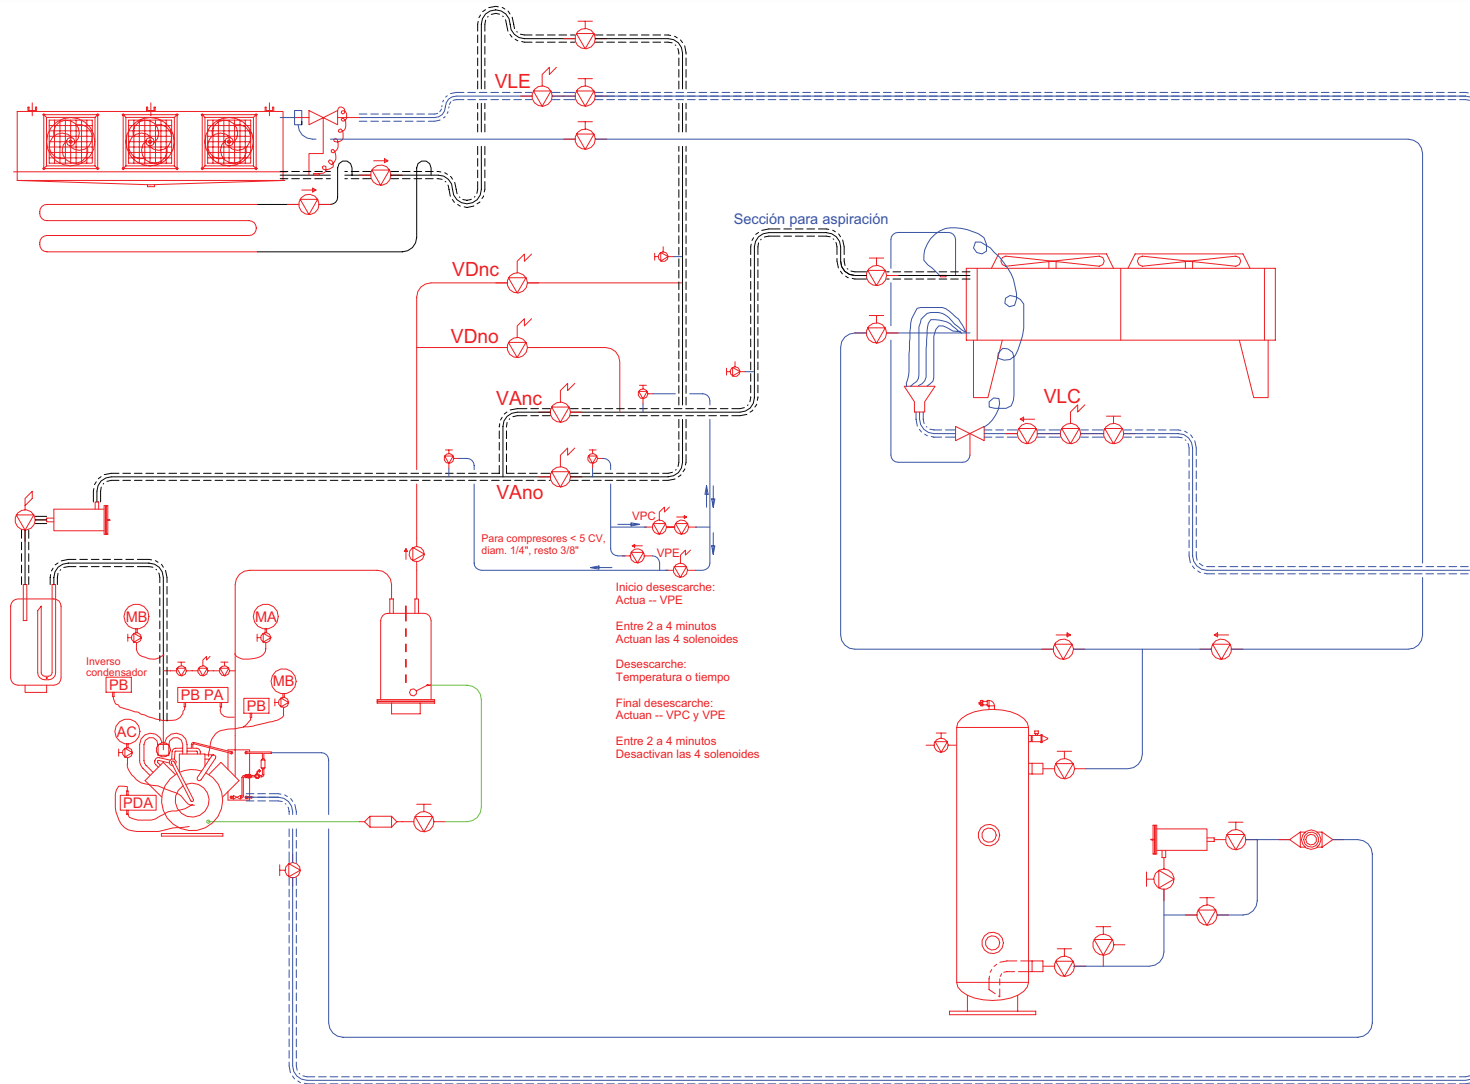 VLE
Sección para aspiración
VDnc
VDno
VAnc
VLC
VAno
VPC
Para compresores < 5 CV,
diam. 1/4", resto 3/8"
VPE
Inicio desescarche:
Actua -- VPE
Entre 2 a 4 minutos
Actuan las 4 solenoides
Desescarche:
Temperatura o tiempo
Final desescarche:
Actuan -- VPC y VPE
Entre 2 a 4 minutos
Desactivan las 4 solenoides
MB
MA
Inverso
condensador
PB
PB PA
MB
PB
AC
PDA